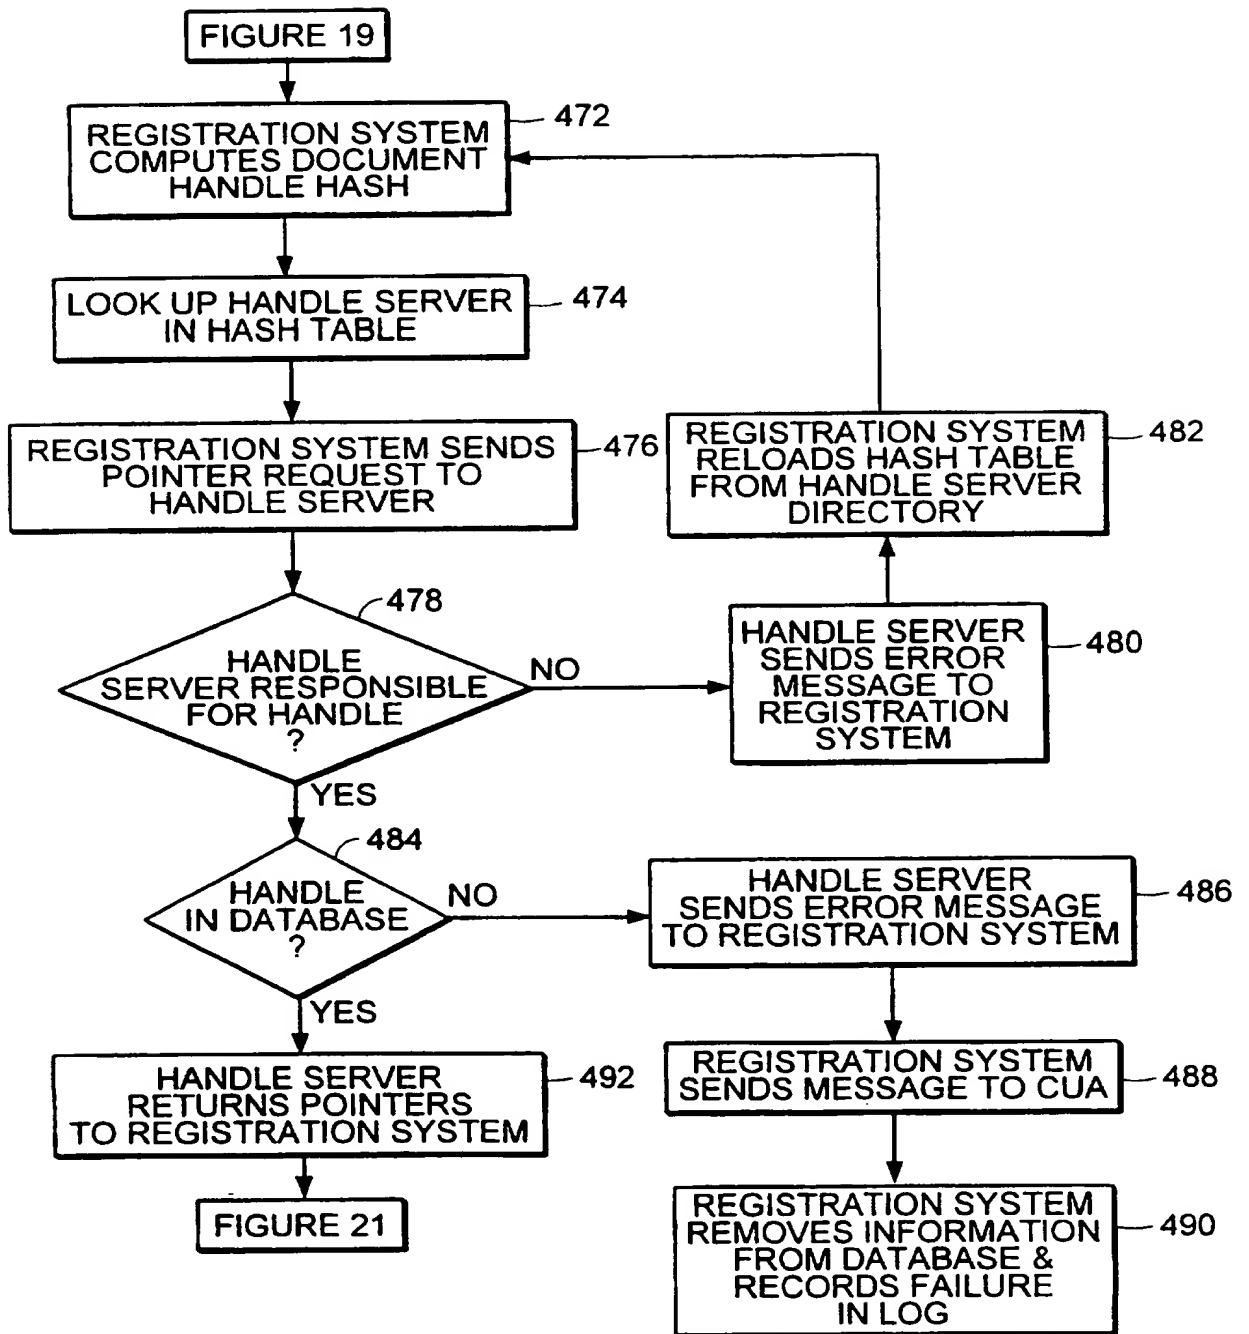 FIGURE 19
REGISTRATION SYSTEM
COMPUTES DOCUMENT
HANDLE HASH
472
LOOK UP HANDLE SERVER
IN HASH TABLE
474
REGISTRATION SYSTEM SENDS
POINTER REQUEST TO
HANDLE SERVER
476
REGISTRATION SYSTEM
RELOADS HASH TABLE
FROM HANDLE SERVER
DIRECTORY
482
478
HANDLE
SERVER RESPONSIBLE
FOR HANDLE
?
NO
HANDLE SERVER
SENDS ERROR
MESSAGE TO
REGISTRATION
SYSTEM
480
YES
484
HANDLE
IN DATABASE
?
NO
HANDLE SERVER
SENDS ERROR MESSAGE
TO REGISTRATION SYSTEM
486
YES
HANDLE SERVER
RETURNS POINTERS
TO REGISTRATION SYSTEM
492
REGISTRATION SYSTEM
SENDS MESSAGE TO CUA
488
FIGURE 21
REGISTRATION SYSTEM
REMOVES INFORMATION
FROM DATABASE &
RECORDS FAILURE
IN LOG
490